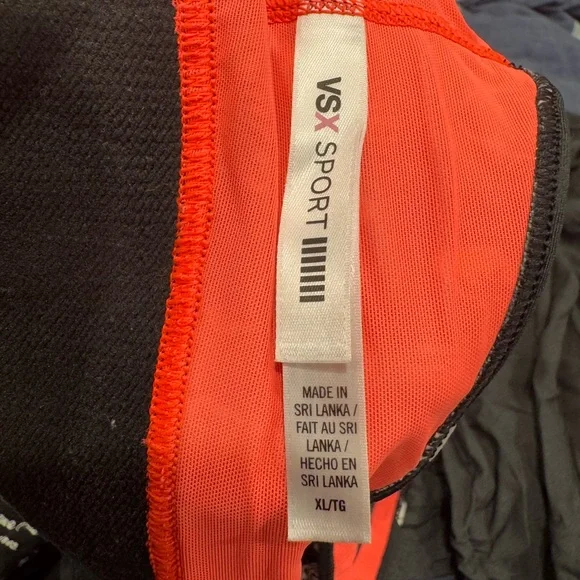 VSX SPORT
MADE IN
SRI LANKA /
FAIT AU SRI
LANKA /
HECHO EN
SRI LANKA
XL/TG